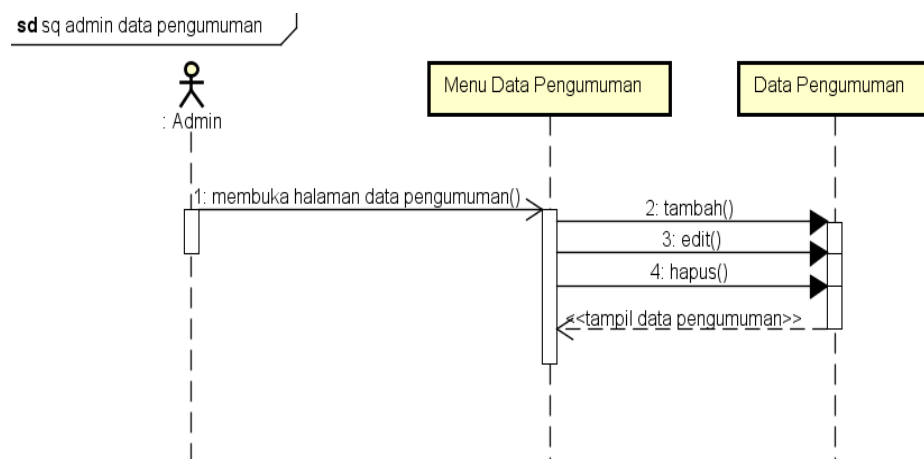 sd sq admin data pengumuman
: Admin
Menu Data Pengumuman
Data Pengumuman
1: membuka halaman data pengumuman()
2: tambah()
3: edit()
4: hapus()
<<tampil data pengumuman>>